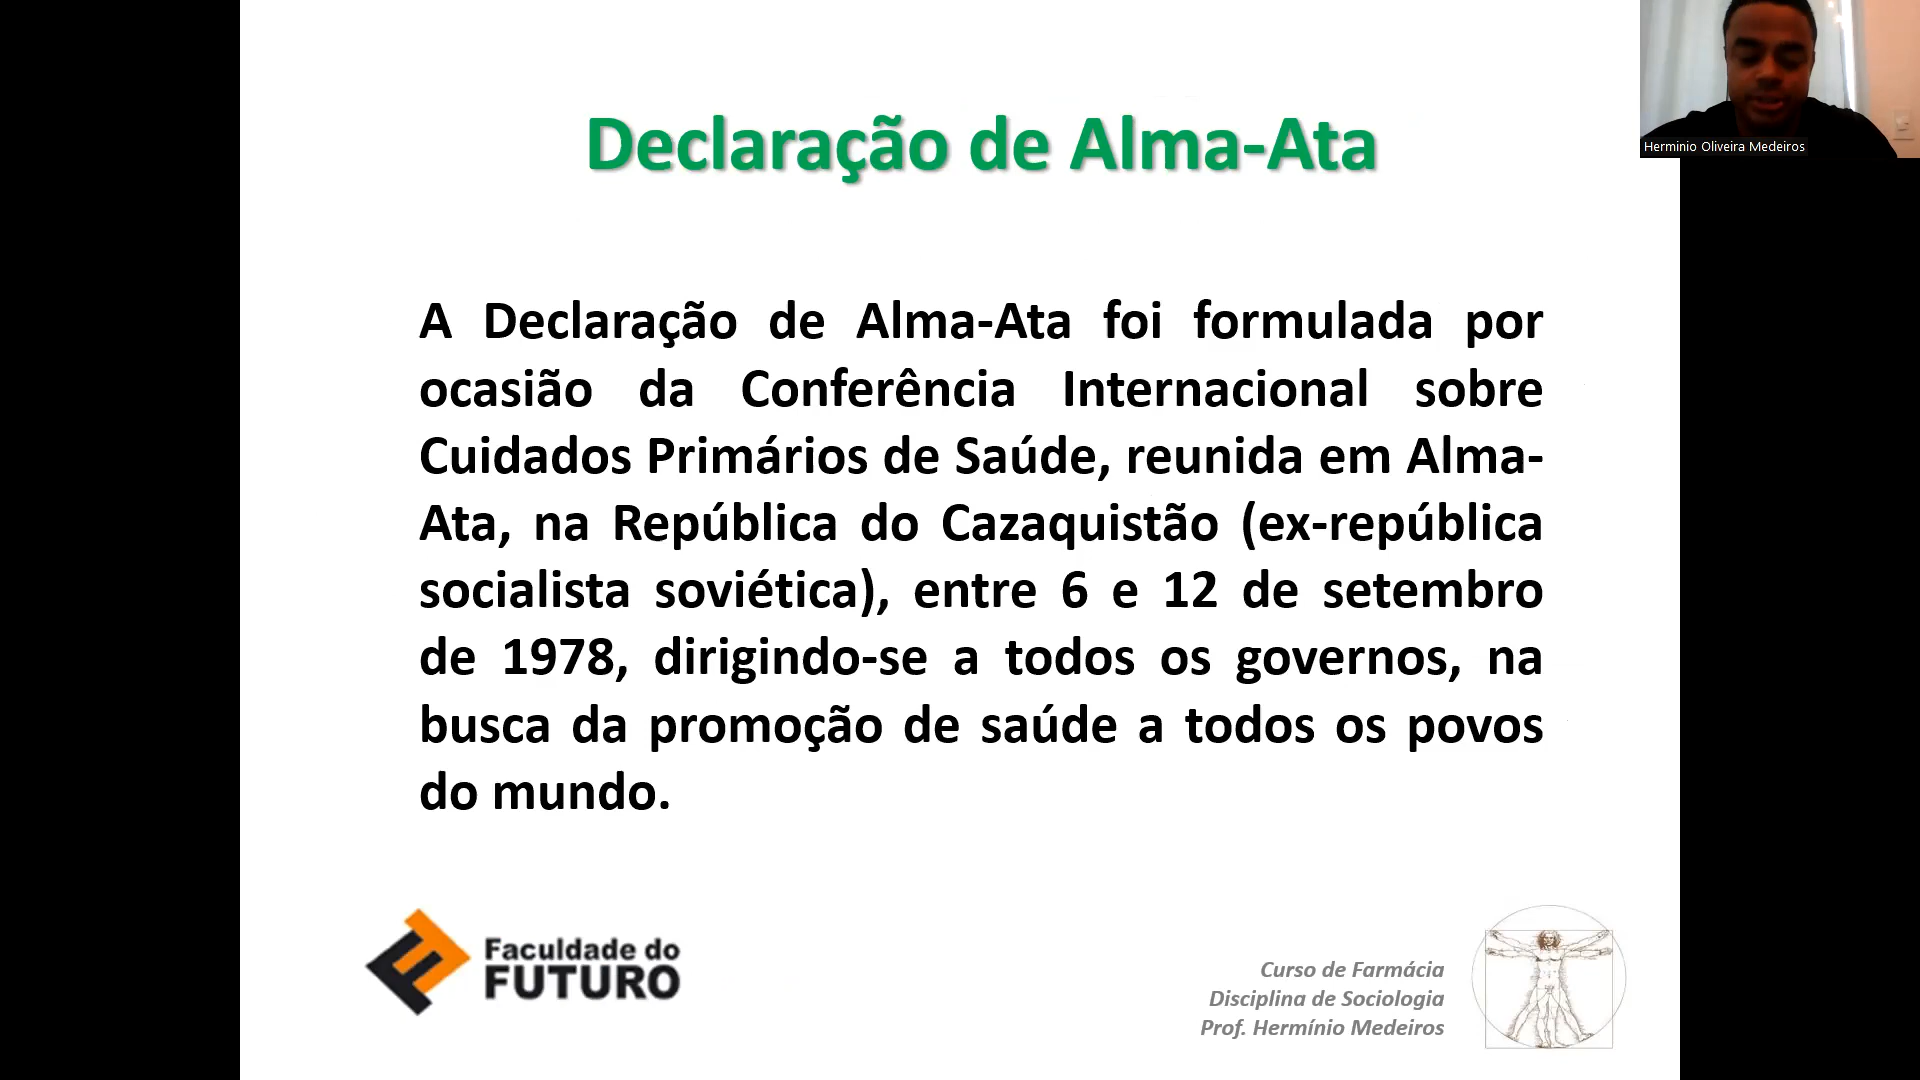 Declaração de Alma-Ata
Herminio Oliveira Medeiros
A Declaração de Alma-Ata foi formulada por
ocasião da Conferência Internacional sobre
Cuidados Primários de Saúde, reunida em Alma-
Ata, na República do Cazaquistão (ex-república
socialista soviética), entre 6 e 12 de setembro
de 1978, dirigindo-se a todos os governos, na
busca da promoção de saúde a todos os povos
do mundo.
Faculdade do
FUTURO
Curso de Farmácia
Disciplina de Sociologia
Prof. Hermínio Medeiros